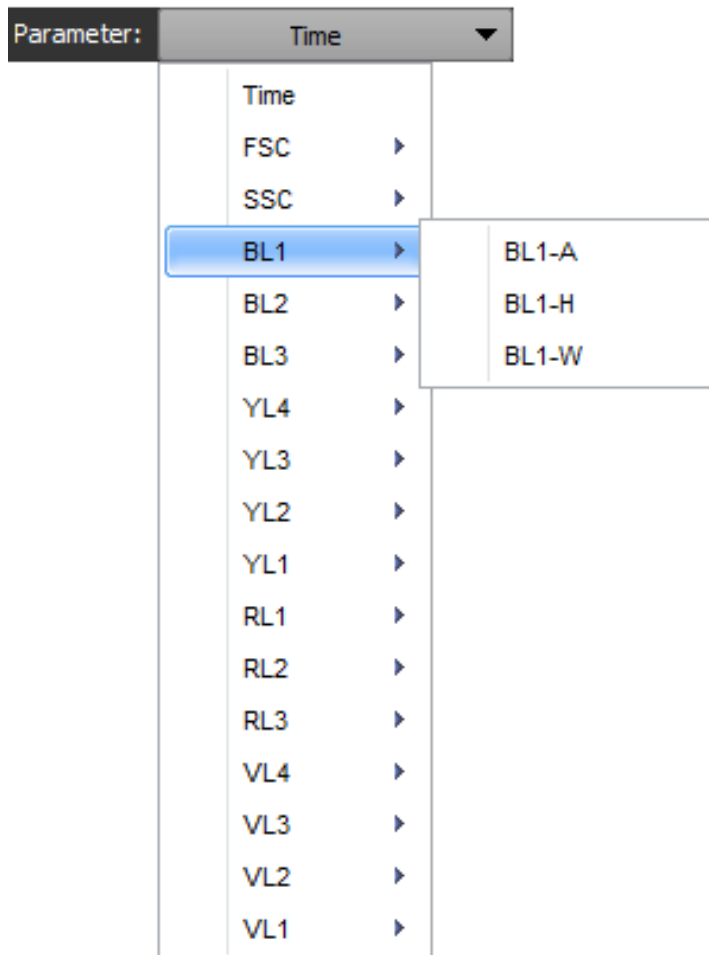 Parameter: Time
Time
FSC
SSC
BL1 BL1-A
BL2 BL1-H
BL3 BL1-W
YL4
YL3
YL2
YL1
RL1
RL2
RL3
VL4
VL3
VL2
VL1